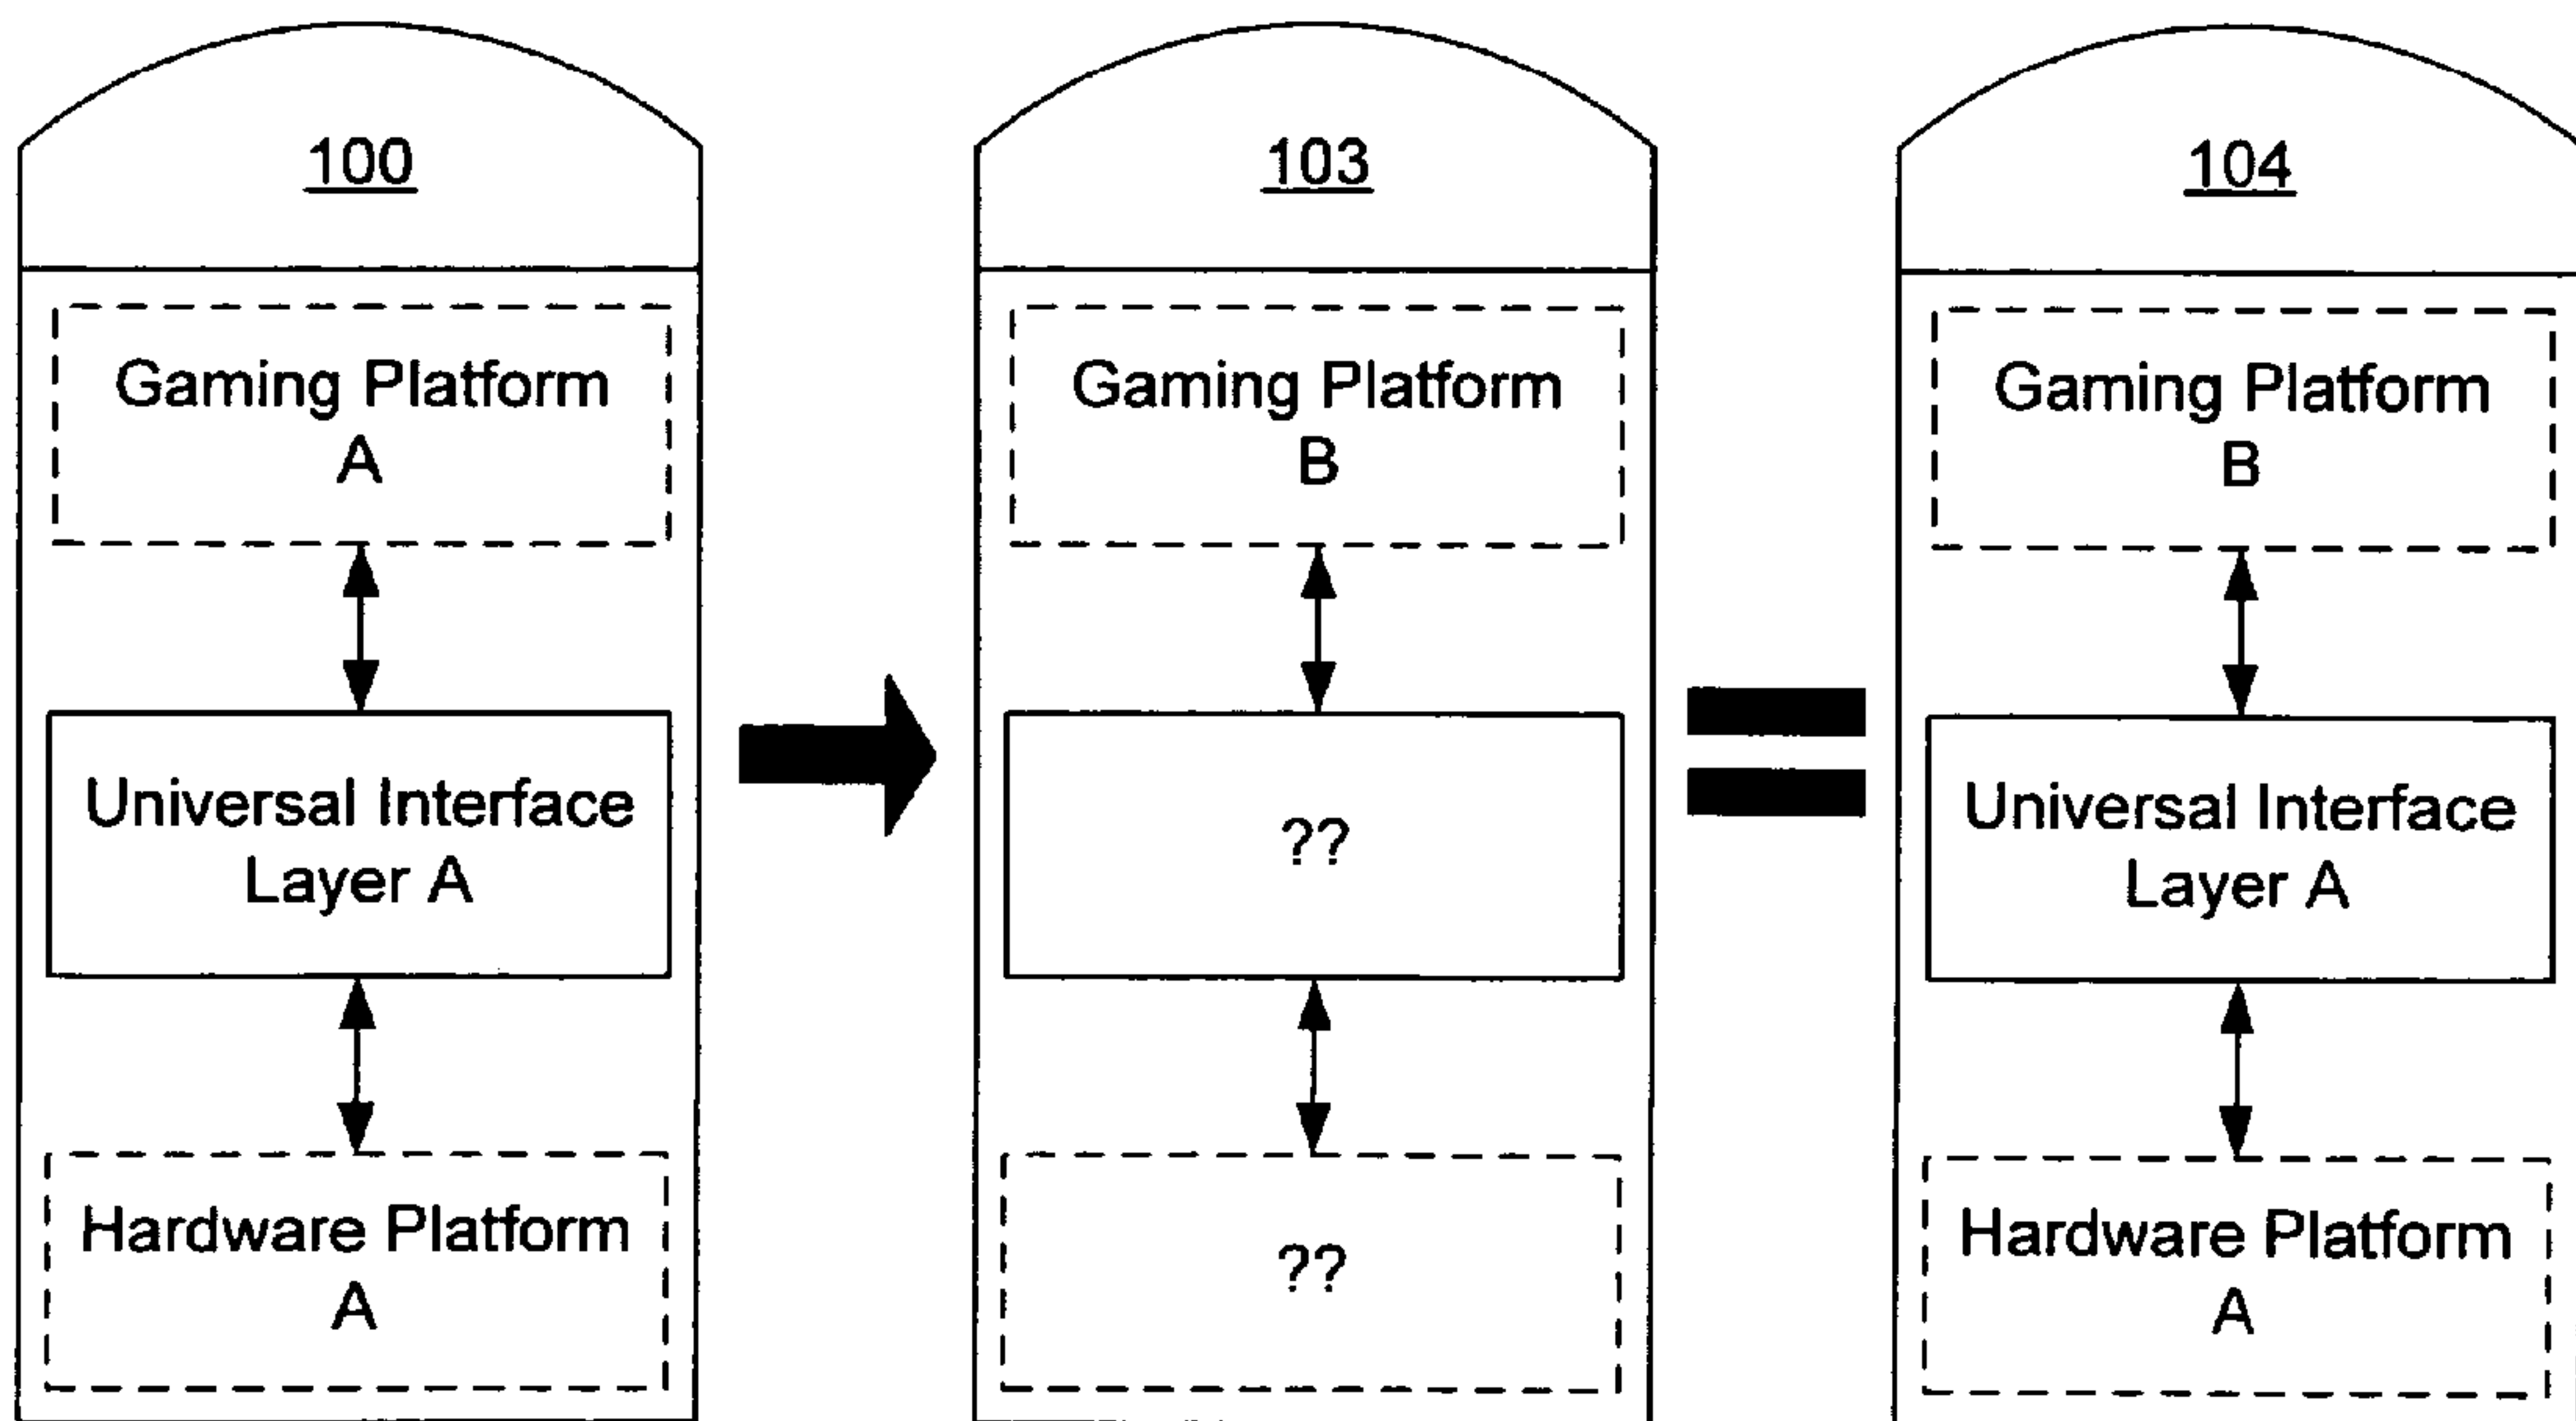 100
Gaming Platform
A
Universal Interface
Layer A
Hardware Platform
A
103
Gaming Platform
B
??
??
104
Gaming Platform
B
Universal Interface
Layer A
Hardware Platform
A